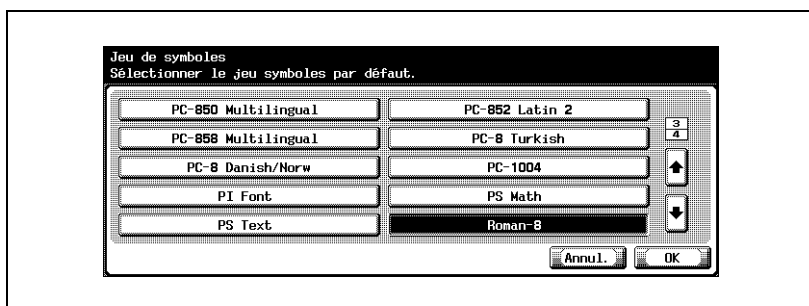 Jeu de symboles
Sélectionner le jeu symboles par défaut.
PC-850 Multilingual
PC-852 Latin 2
PC-858 Multilingual
PC-8 Turkish
3
4
PC-8 Danish/Norw
PC-1004
PI Font
PS Math
PS Text
Roman-8
Annul.
OK